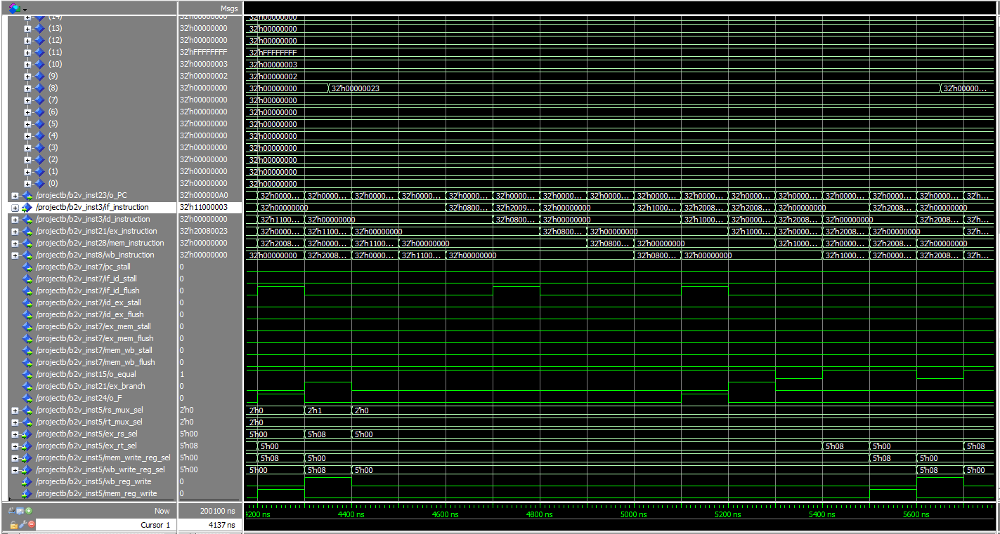 Msgs
(14) 32'h00000000 32'h00000000
(13) 32'h00000000 32'h00000000
(12) 32'h00000000 32'h00000000
(11) 32'hFFFFFFFF 32'hFFFFFFFF
(10) 32'h00000003 32'h00000003
(9) 32'h00000002 32'h00000002
(8) 32'h00000000 32'h00000000 32'h00000023 32'h00000...
(7) 32'h00000000 32'h00000000
(6) 32'h00000000 32'h00000000
(5) 32'h00000000 32'h00000000
(4) 32'h00000000 32'h00000000
(3) 32'h00000000 32'h00000000
(2) 32'h00000000 32'h00000000
(1) 32'h00000000 32'h00000000
(0) 32'h00000000 32'h00000000
/projectb/b2v_inst23/o_PC 32'h000000A0 32'h0000... 32'h0000... 32'h0000... 32'h0000... 32'h0000... 32'h0000... 32'h0000... 32'h0000... 32'h0000... 32'h0000... 32'h0000... 32'h0000... 32'h0000... 32'h0000... 32'h0000... 32'h...
/projectb/b2v_inst3/if_instruction 32'h11000003 32'h00000000 32'h0800... 32'h2009... 32'h00000000 32'h1000... 32'h2008... 32'h2008... 32'h00000000 32'h2008... 32'h00000000
/projectb/b2v_inst3/id_instruction 32'h00000000 32'h1100... 32'h00000000 32'h0800... 32'h00000000 32'h1000... 32'h0000... 32'h2008... 32'h00000000 32'h2008... 32'h...
/projectb/b2v_inst21/ex_instruction 32'h20080023 32'h0000... 32'h1100... 32'h00000000 32'h0800... 32'h00000000 32'h1000... 32'h0000... 32'h2008... 32'h00000000 32'h...
/projectb/b2v_inst28/mem_instruction 32'h00000000 32'h2008... 32'h0000... 32'h1100... 32'h00000000 32'h0800... 32'h00000000 32'h1000... 32'h0000... 32'h2008... 32'h00000000
/projectb/b2v_inst8/wb_instruction 32'h00000000 32'h00000000 32'h2008... 32'h0000... 32'h1100... 32'h00000000 32'h0800... 32'h00000000 32'h1000... 32'h0000... 32'h2008... 32'h...
/projectb/b2v_inst7/pc_stall 0
/projectb/b2v_inst7/if_id_stall 0
/projectb/b2v_inst7/if_id_flush 0
/projectb/b2v_inst7/id_ex_stall 0
/projectb/b2v_inst7/id_ex_flush 0
/projectb/b2v_inst7/ex_mem_stall 0
/projectb/b2v_inst7/ex_mem_flush 0
/projectb/b2v_inst7/mem_wb_stall 0
/projectb/b2v_inst7/mem_wb_flush 0
/projectb/b2v_inst15/o_equal 1
/projectb/b2v_inst21/ex_branch 0
/projectb/b2v_inst24/o_F 0
/projectb/b2v_inst5/rs_mux_sel 2'h0 2'h0 2'h1 2'h0
/projectb/b2v_inst5/rt_mux_sel 2'h0 2'h0
/projectb/b2v_inst5/ex_rs_sel 5'h00 5'h00 5'h08 5'h00
/projectb/b2v_inst5/ex_rt_sel 5'h08 5'h00 5'h08 5'h00 5'h08
/projectb/b2v_inst5/mem_write_reg_sel 5'h00 5'h08 5'h00 5'h08 5'h00
/projectb/b2v_inst5/wb_write_reg_sel 5'h00 5'h00 5'h08 5'h00 5'h08 5'h00
/projectb/b2v_inst5/wb_reg_write 0
/projectb/b2v_inst5/mem_reg_write 0
Now 200100 ns 4200 ns 4400 ns 4600 ns 4800 ns 5000 ns 5200 ns 5400 ns 5600 ns
Cursor 1 4137 ns